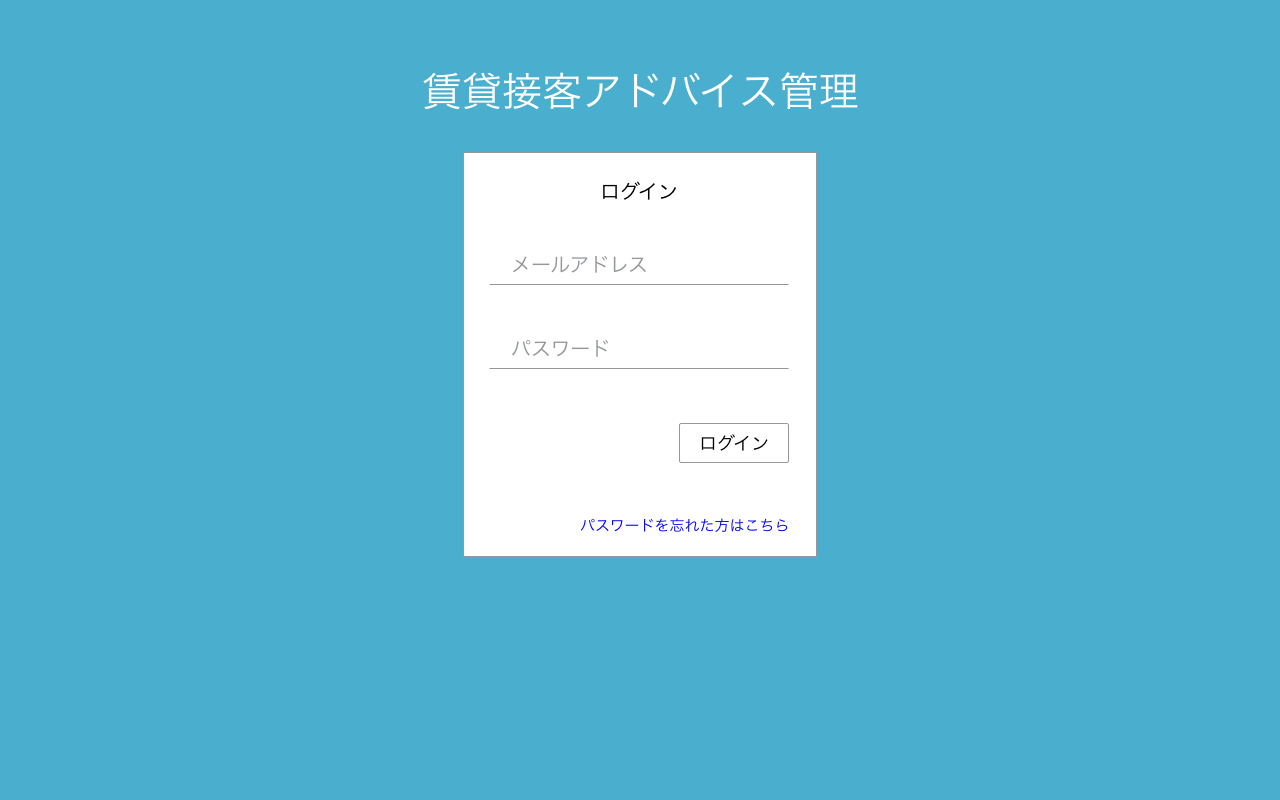 賃貸接客アドバイス管理
ログイン
メールアドレス
パスワード
ログイン
パスワードを忘れた方はこちら